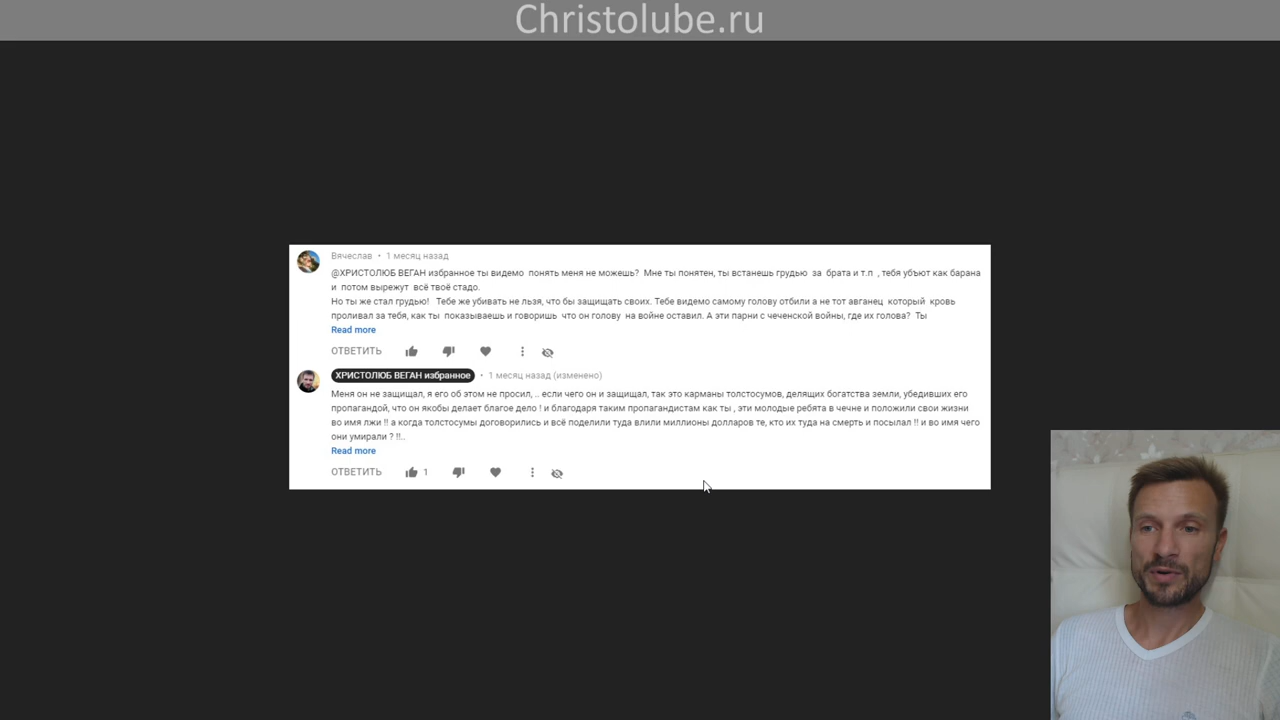 Christolube.ru
Вячеслав • 1 месяц назад
@ХРИСТОЛЮБ ВЕГАН избранное ты видемо понять меня не можешь? Мне ты понятен, ты встанешь грудью за брата и т.п , тебя убъют как барана
и потом вырежут всё твоё стадо.
Но ты же стал грудью! Тебе же убивать не льзя, что бы защищать своих. Тебе видемо самому голову отбили а не тот авганец который кровь
проливал за тебя, как ты показываешь и говоришь что он голову на войне оставил. А эти парни с чеченской войны, где их голова? Ты
Read more
ОТВЕТИТЬ
ХРИСТОЛЮБ ВЕГАН избранное • 1 месяц назад (изменено)
Меня он не защищал, я его об этом не просил, .. если чего он и защищал, так это карманы толстосумов, делящих богатства земли, убедивших его
пропагандой, что он якобы делает благое дело ! и благодаря таким пропагандистам как ты , эти молодые ребята в чечне и положили свои жизни
во имя лжи !! а когда толстосумы договорились и всё поделили туда влили миллионы долларов те, кто их туда на смерть и посылал !! и во имя чего
они умирали ? !!..
Read more
ОТВЕТИТЬ 1